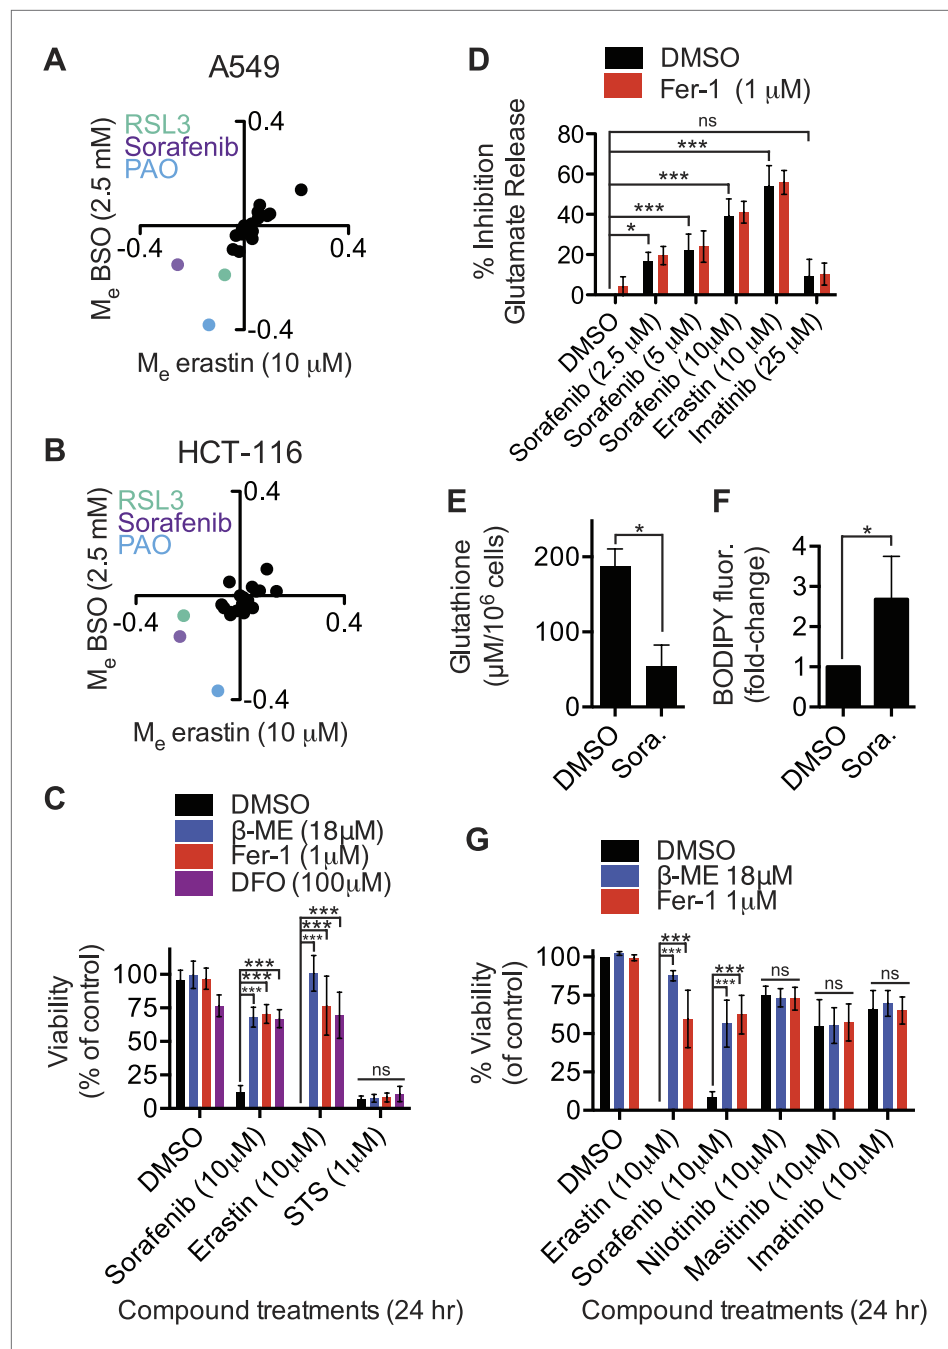 A
A549
RSL3
Sorafenib
PAO
0.4
-0.4
0.4
-0.4
Me BSO (2.5 mM)
Me erastin (10 μM)
B
HCT-116
RSL3
Sorafenib
PAO
0.4
-0.4
0.4
-0.4
Me BSO (2.5 mM)
Me erastin (10 μM)
C
DMSO
β-ME (18μM)
Fer-1 (1μM)
DFO (100μM)
Viability
(% of control)
100
75
50
25
0
***
***
***
***
***
***
ns
DMSO
Sorafenib (10μM)
Erastin (10μM)
STS (1μM)
Compound treatments (24 hr)
D
DMSO
Fer-1 (1 μM)
% Inhibition
Glutamate Release
80
60
40
20
0
ns
***
***
***
*
DMSO
Sorafenib (2.5 μM)
Sorafenib (5 μM)
Sorafenib (10μM)
Erastin (10 μM)
Imatinib (25 μM)
E
Glutathione
(μM/10⁶ cells)
200
100
0
*
DMSO
Sora.
F
BODIPY fluor.
(fold-change)
4
3
2
1
0
*
DMSO
Sora.
G
DMSO
β-ME 18μM
Fer-1 1μM
% Viability
(of control)
100
75
50
25
0
***
***
***
***
ns
ns
ns
DMSO
Erastin (10μM)
Sorafenib (10μM)
Nilotinib (10μM)
Masitinib (10μM)
Imatinib (10μM)
Compound treatments (24 hr)